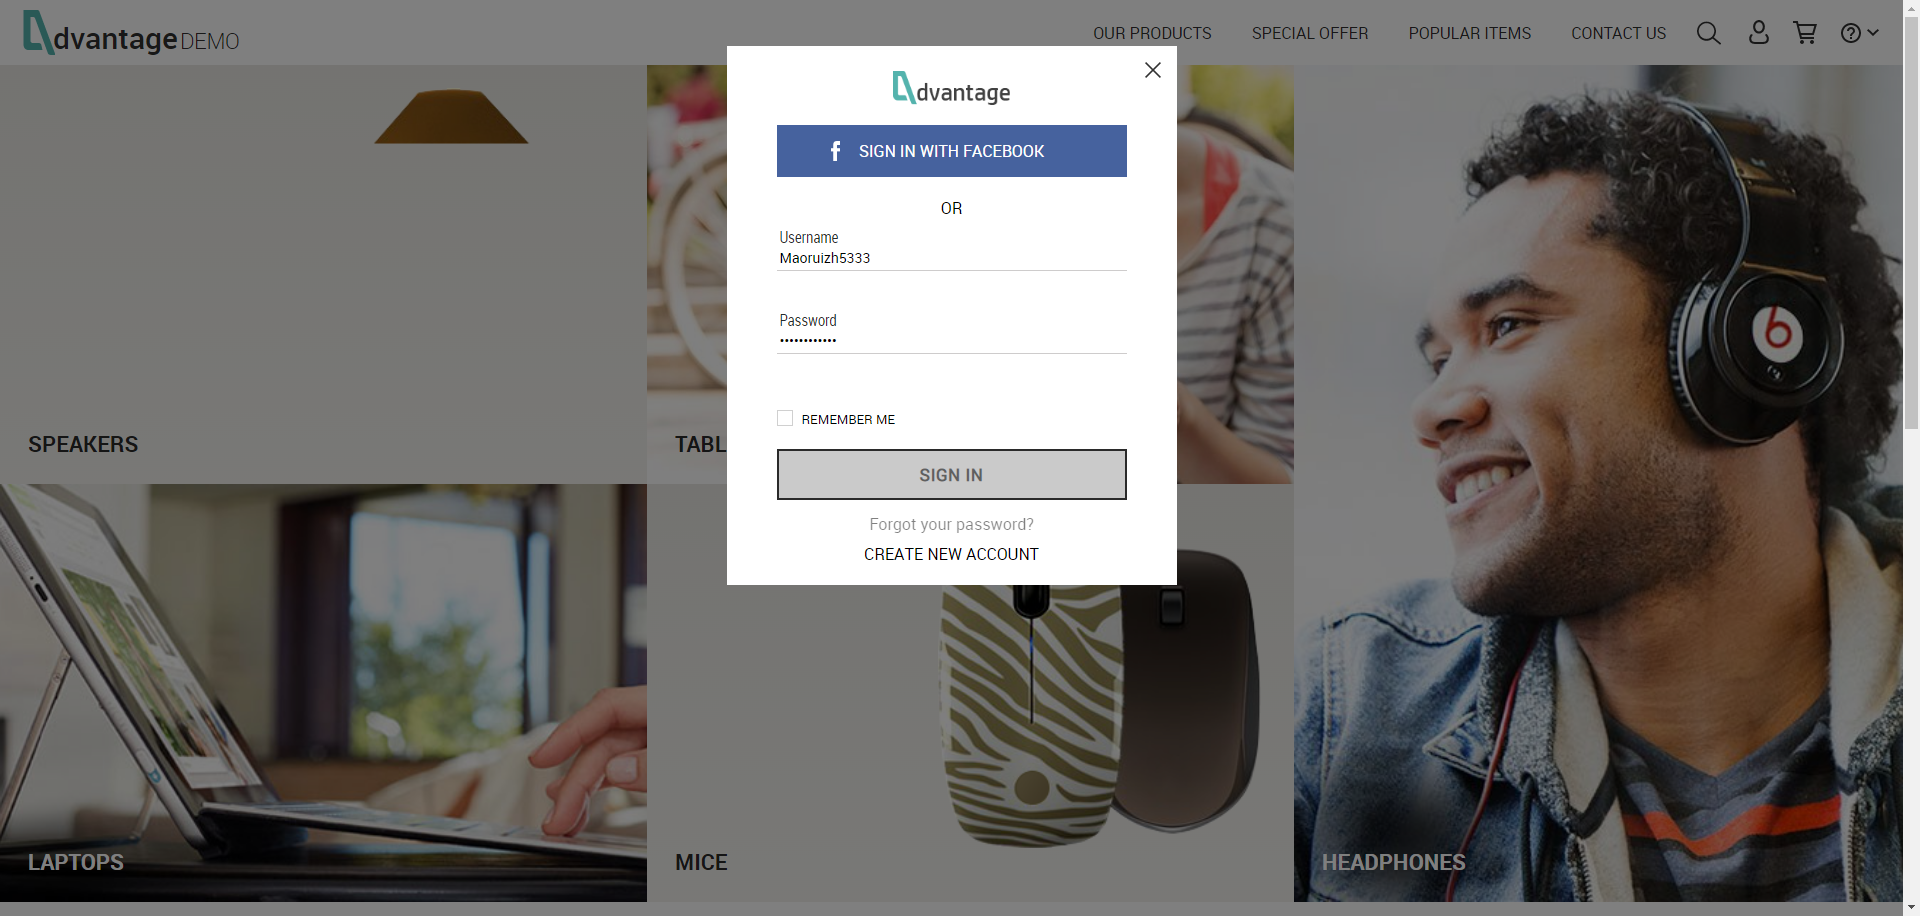 dvantage DEMO
OUR PRODUCTS
SPECIAL OFFER
POPULAR ITEMS
CONTACT US
dvantage
SIGN IN WITH FACEBOOK
OR
Username
Maoruizh5333
Password
••••••••••••
REMEMBER ME
SIGN IN
Forgot your password?
CREATE NEW ACCOUNT
SPEAKERS
TABL
LAPTOPS
MICE
HEADPHONES